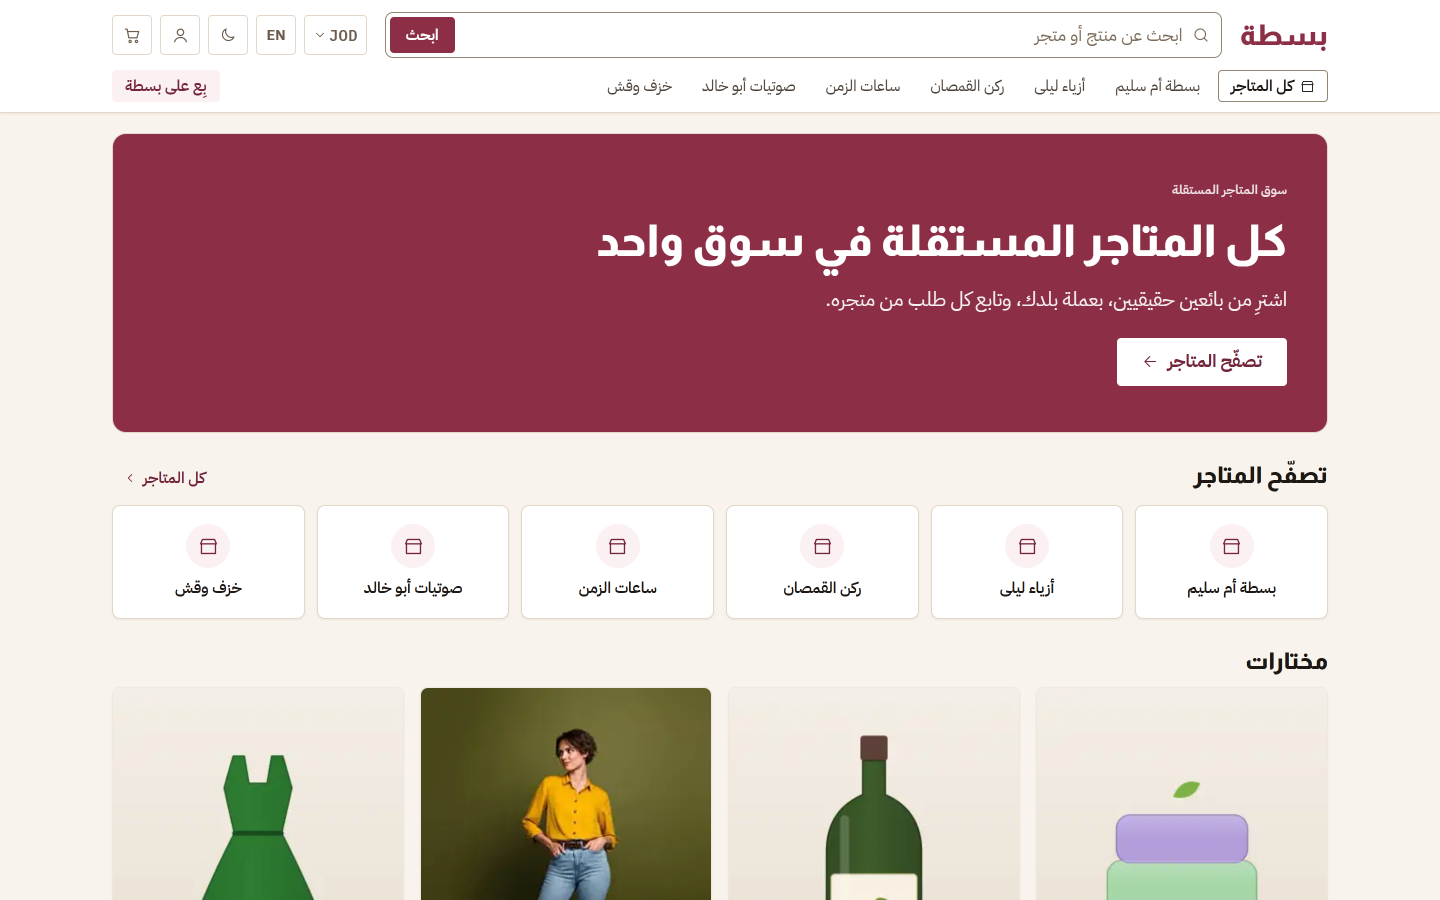 بسطة
ابحث عن منتج أو متجر
ابحث
JOD
EN
كل المتاجر
بسطة أم سليم
أزياء ليلى
ركن القمصان
ساعات الزمن
صوتيات أبو خالد
خزف وقش
بِع على بسطة
سوق المتاجر المستقلة
كل المتاجر المستقلة في سوق واحد
اشترِ من بائعين حقيقيين، بعملة بلدك، وتابع كل طلب من متجره.
تصفّح المتاجر
تصفّح المتاجر
كل المتاجر
بسطة أم سليم
أزياء ليلى
ركن القمصان
ساعات الزمن
صوتيات أبو خالد
خزف وقش
مختارات